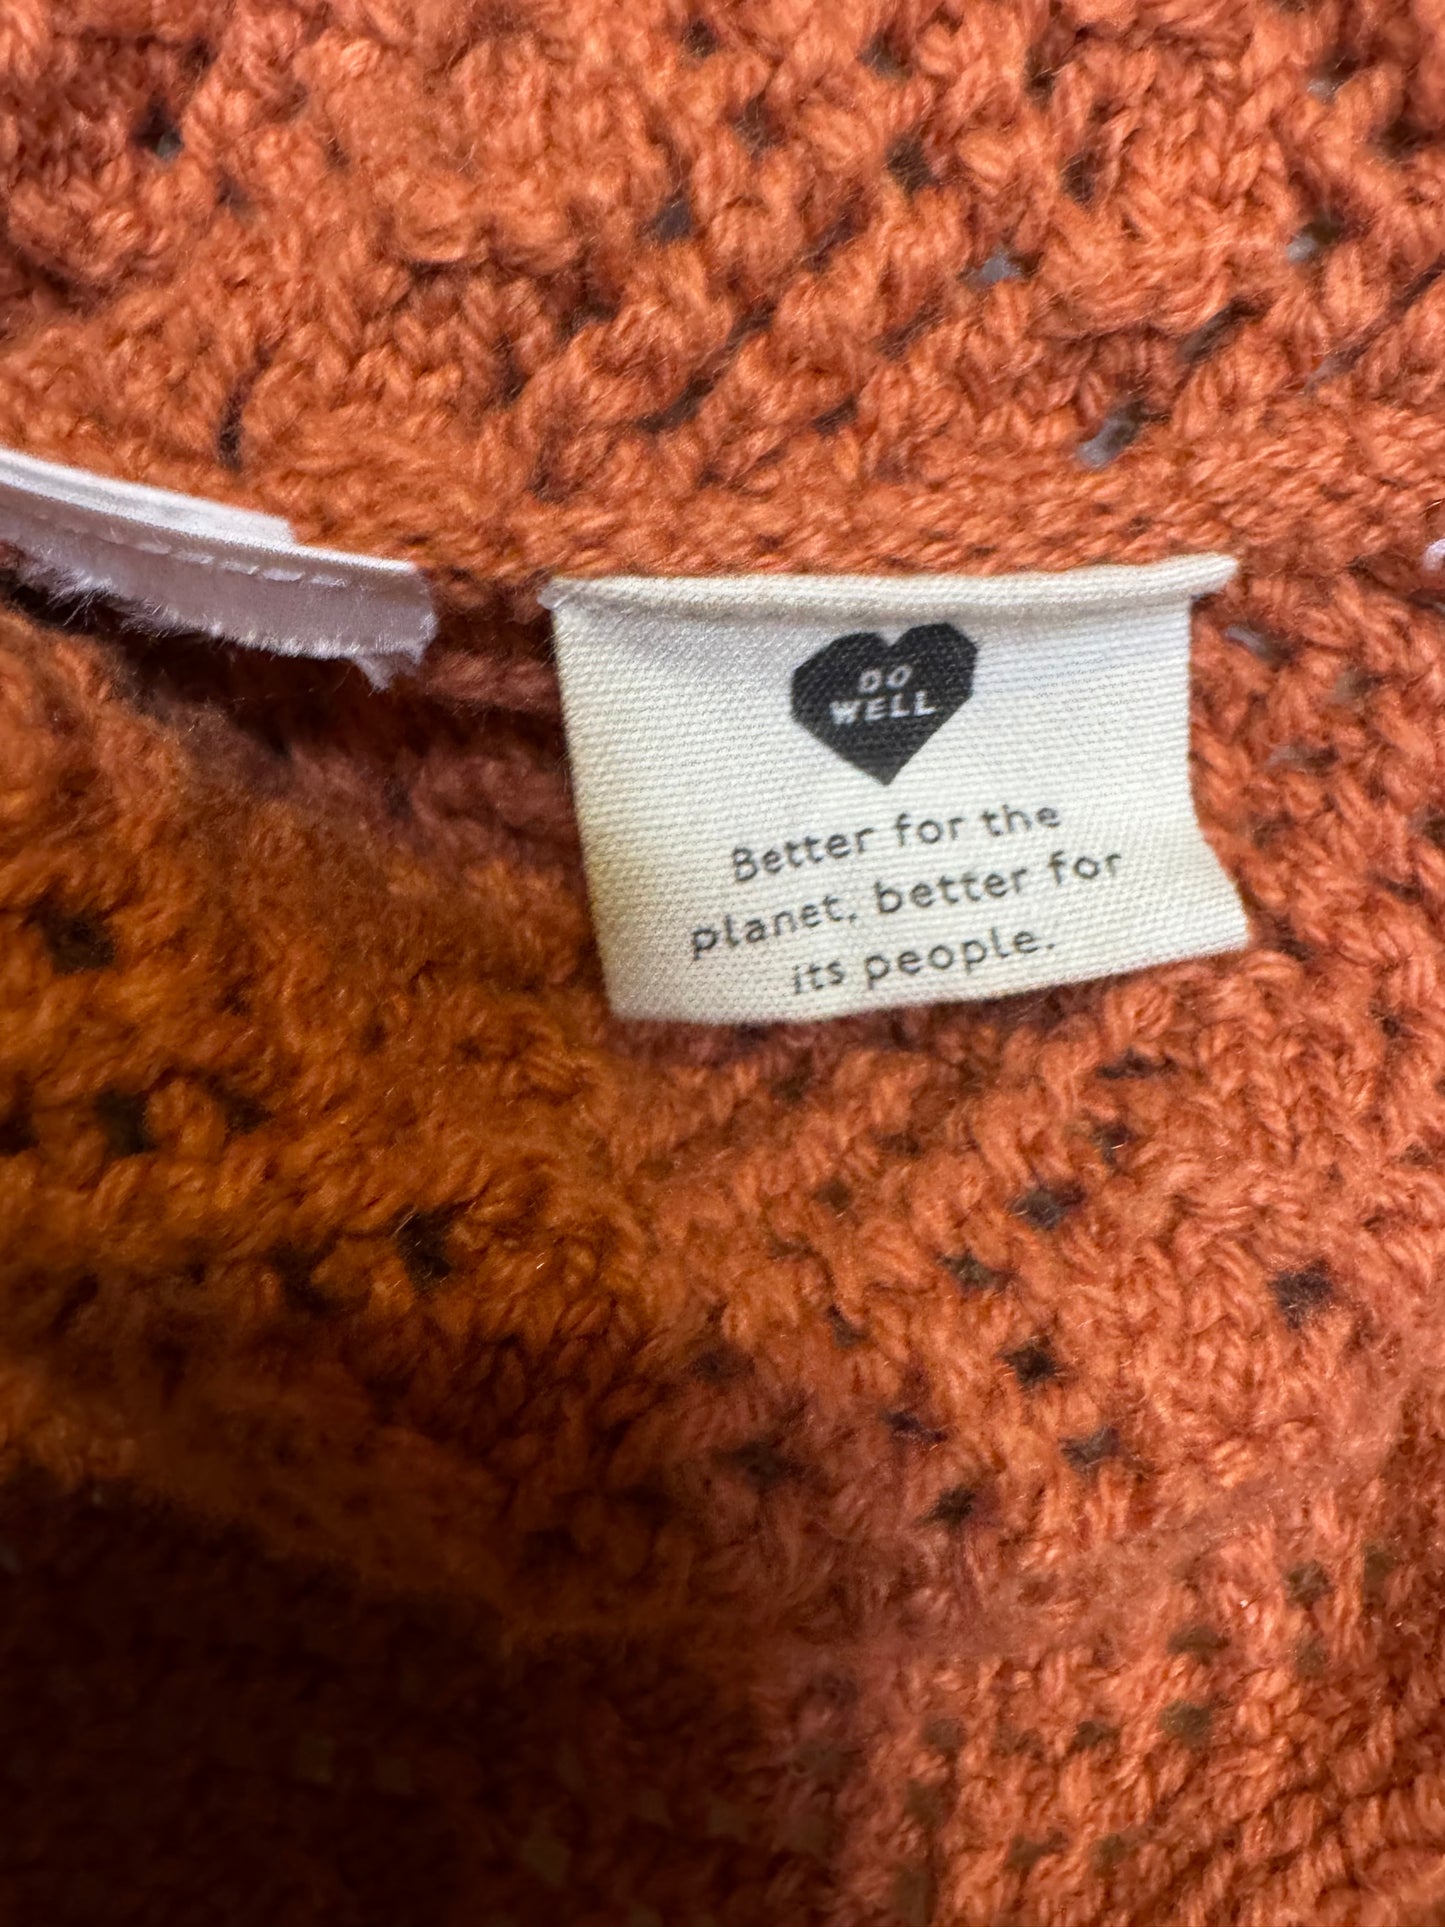 DO
WELL
Better for the
planet, better for
its people.